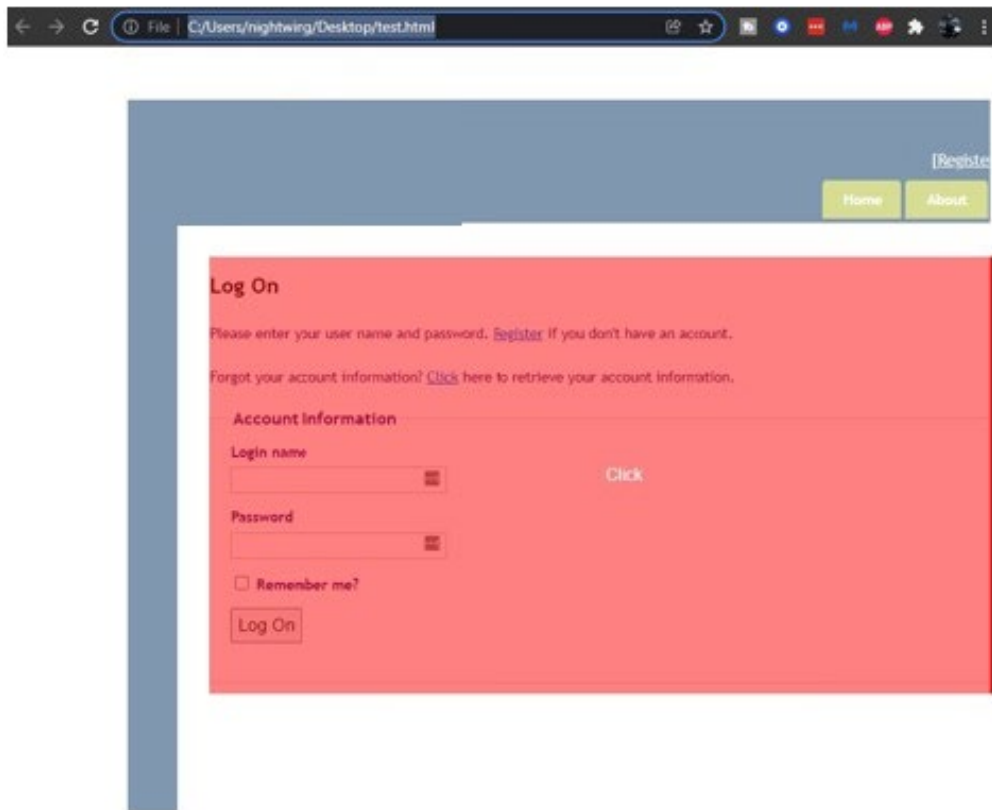 File | C:/Users/nightwing/Desktop/test.html
ABP
[Registe
Home About
Log On
Please enter your user name and password. Register if you don't have an account.
Forgot your account information? Click here to retrieve your account information.
Account Information
Login name
Click
Password
Remember me?
Log On